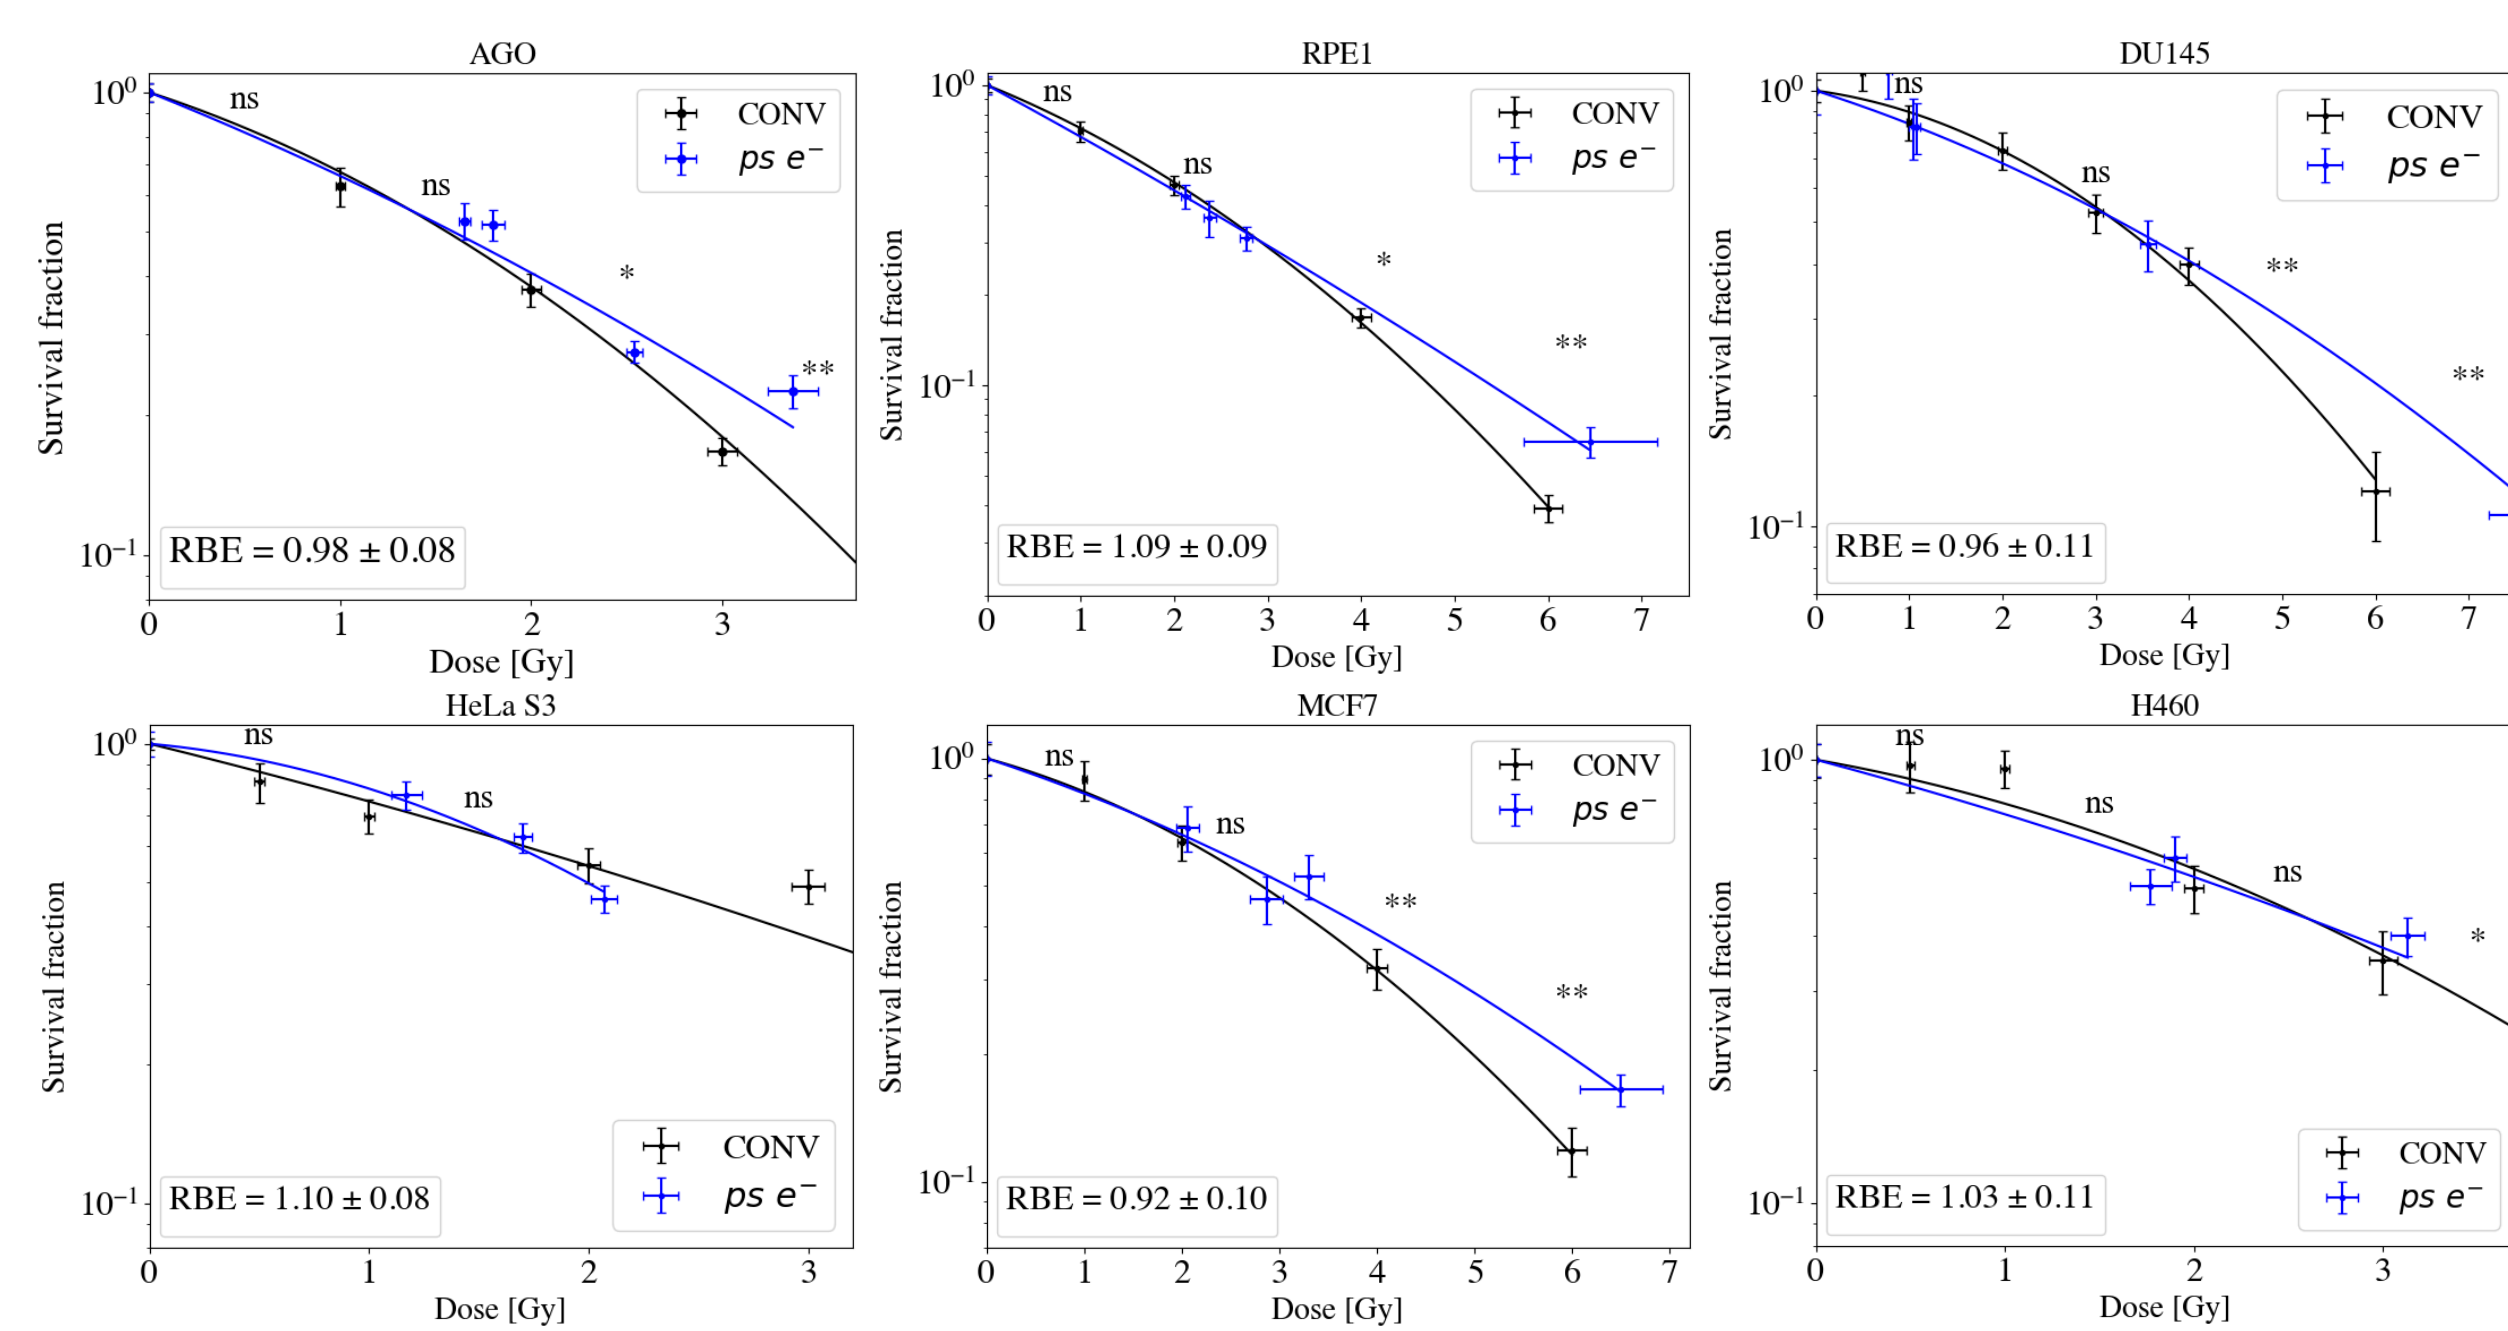 AGO
10⁰
10⁻¹
Survival fraction
ns
ns
*
**
CONV
ps e⁻
RBE = 0.98 ± 0.08
0 1 2 3
Dose [Gy]
RPE1
10⁰
10⁻¹
Survival fraction
ns
ns
*
**
CONV
ps e⁻
RBE = 1.09 ± 0.09
0 1 2 3 4 5 6 7
Dose [Gy]
DU145
10⁰
10⁻¹
Survival fraction
ns
ns
**
**
CONV
ps e⁻
RBE = 0.96 ± 0.11
0 1 2 3 4 5 6 7
Dose [Gy]
HeLa S3
10⁰
10⁻¹
Survival fraction
ns
ns
CONV
ps e⁻
RBE = 1.10 ± 0.08
0 1 2 3
Dose [Gy]
MCF7
10⁰
10⁻¹
Survival fraction
ns
ns
**
**
CONV
ps e⁻
RBE = 0.92 ± 0.10
0 1 2 3 4 5 6 7
Dose [Gy]
H460
10⁰
10⁻¹
Survival fraction
ns
ns
ns
*
CONV
ps e⁻
RBE = 1.03 ± 0.11
0 1 2 3
Dose [Gy]